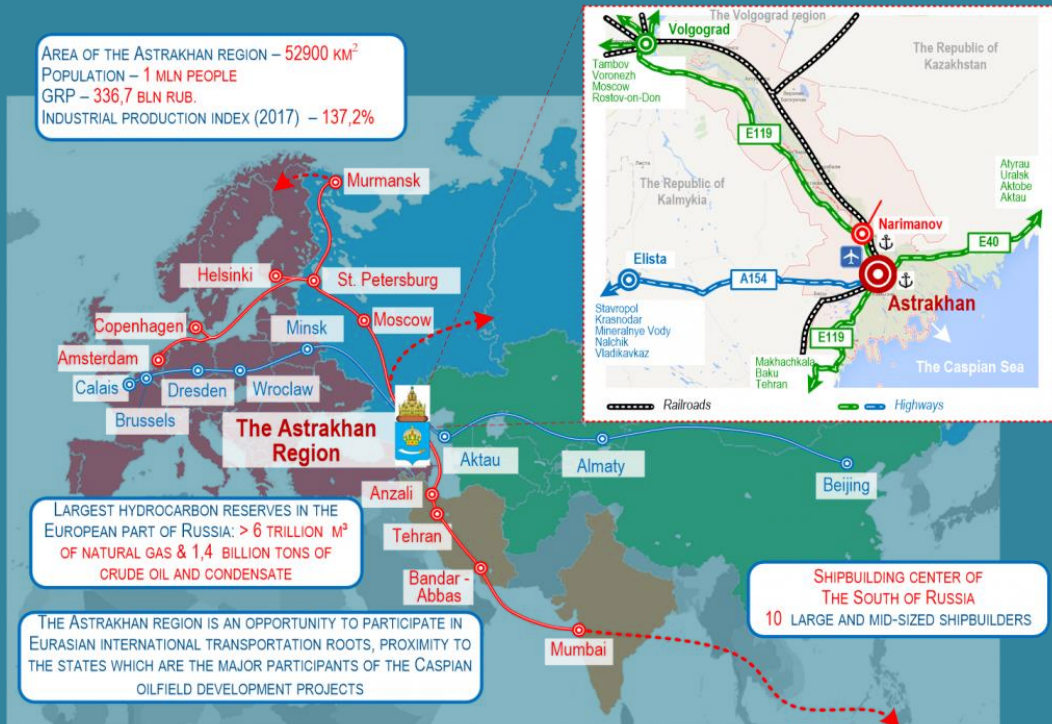 AREA OF THE ASTRAKHAN REGION – 52900 KM²
POPULATION – 1 MLN PEOPLE
GRP – 336,7 BLN RUB.
INDUSTRIAL PRODUCTION INDEX (2017) – 137,2%
The Volgograd region
Volgograd
The Republic of
Kazakhstan
Tambov
Voronezh
Moscow
Rostov-on-Don
E119
The Republic of
Kalmykia
Atyrau
Uralsk
Aktobe
Aktau
Narimanov
E40
Elista
A154
Astrakhan
Stavropol
Krasnodar
Mineralnye Vody
Nalchik
Vladikavkaz
E119
The Caspian Sea
Makhachkala
Baku
Tehran
Railroads
Highways
Murmansk
Helsinki
St. Petersburg
Copenhagen
Minsk
Moscow
Amsterdam
Calais
Dresden
Wroclaw
Brussels
The Astrakhan
Region
Aktau
Almaty
Beijing
Anzali
Tehran
Bandar -
Abbas
Mumbai
LARGEST HYDROCARBON RESERVES IN THE
EUROPEAN PART OF RUSSIA: > 6 TRILLION M³
OF NATURAL GAS & 1,4 BILLION TONS OF
CRUDE OIL AND CONDENSATE
SHIPBUILDING CENTER OF
THE SOUTH OF RUSSIA
10 LARGE AND MID-SIZED SHIPBUILDERS
THE ASTRAKHAN REGION IS AN OPPORTUNITY TO PARTICIPATE IN
EURASIAN INTERNATIONAL TRANSPORTATION ROOTS, PROXIMITY TO
THE STATES WHICH ARE THE MAJOR PARTICIPANTS OF THE CASPIAN
OILFIELD DEVELOPMENT PROJECTS